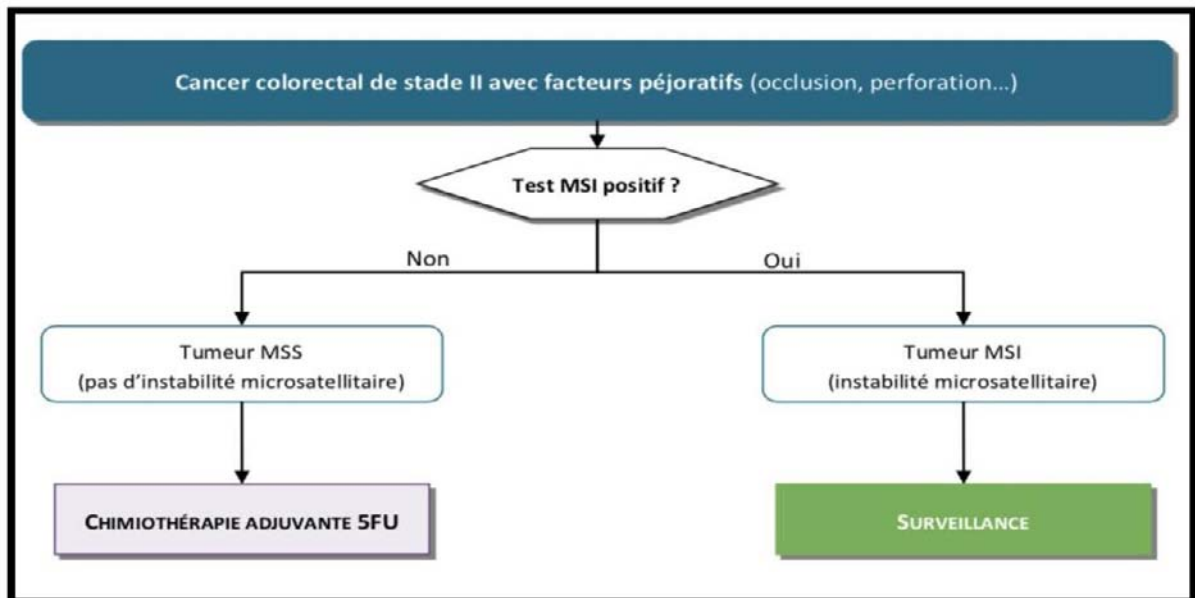 Cancer colorectal de stade II avec facteurs péjoratifs (occlusion, perforation...)
Test MSI positif ?
Non
Oui
Tumeur MSS
(pas d'instabilité microsatellitaire)
Tumeur MSI
(instabilité microsatellitaire)
CHIMIOTHÉRAPIE ADJUVANTE 5FU
SURVEILLANCE